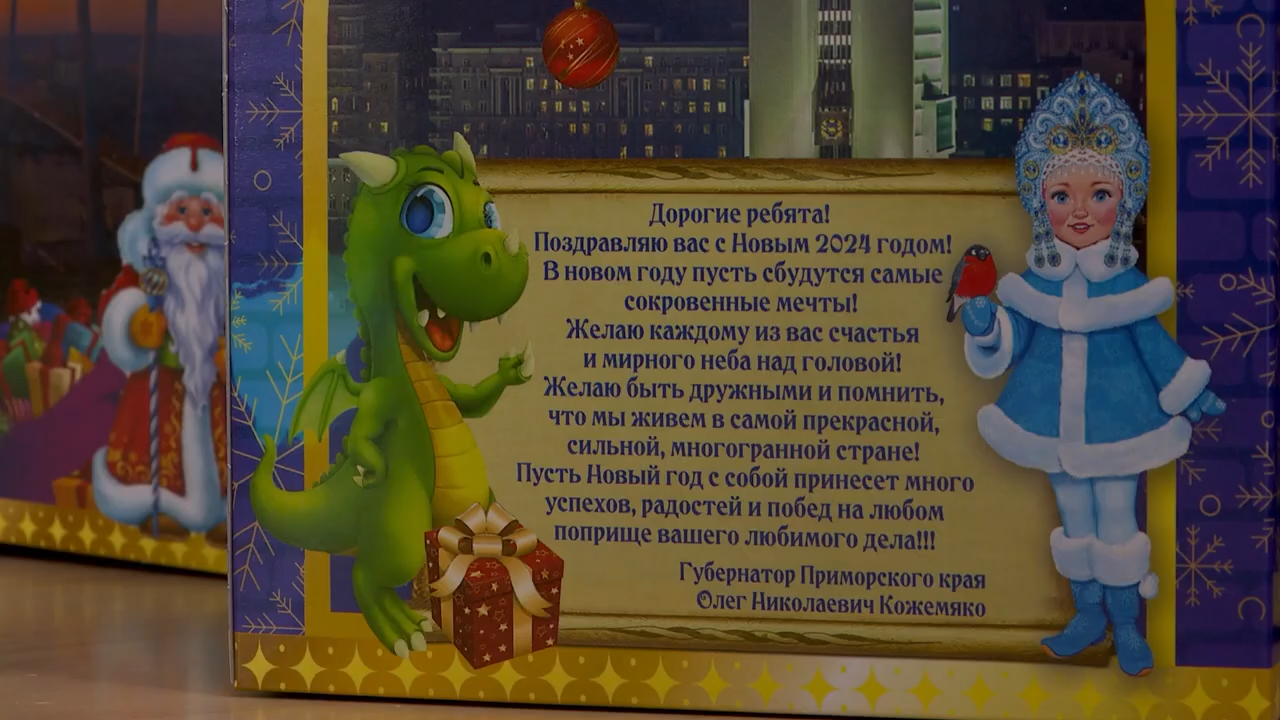 Дорогие ребята!
Поздравляю вас с Новым 2024 годом!
В новом году пусть сбудутся самые
сокровенные мечты!
Желаю каждому из вас счастья
и мирного неба над головой!
Желаю быть дружными и помнить,
что мы живем в самой прекрасной,
сильной, многогранной стране!
Пусть Новый год с собой принесет много
успехов, радостей и побед на любом
поприще вашего любимого дела!!!
Губернатор Приморского края
Олег Николаевич Кожемяко